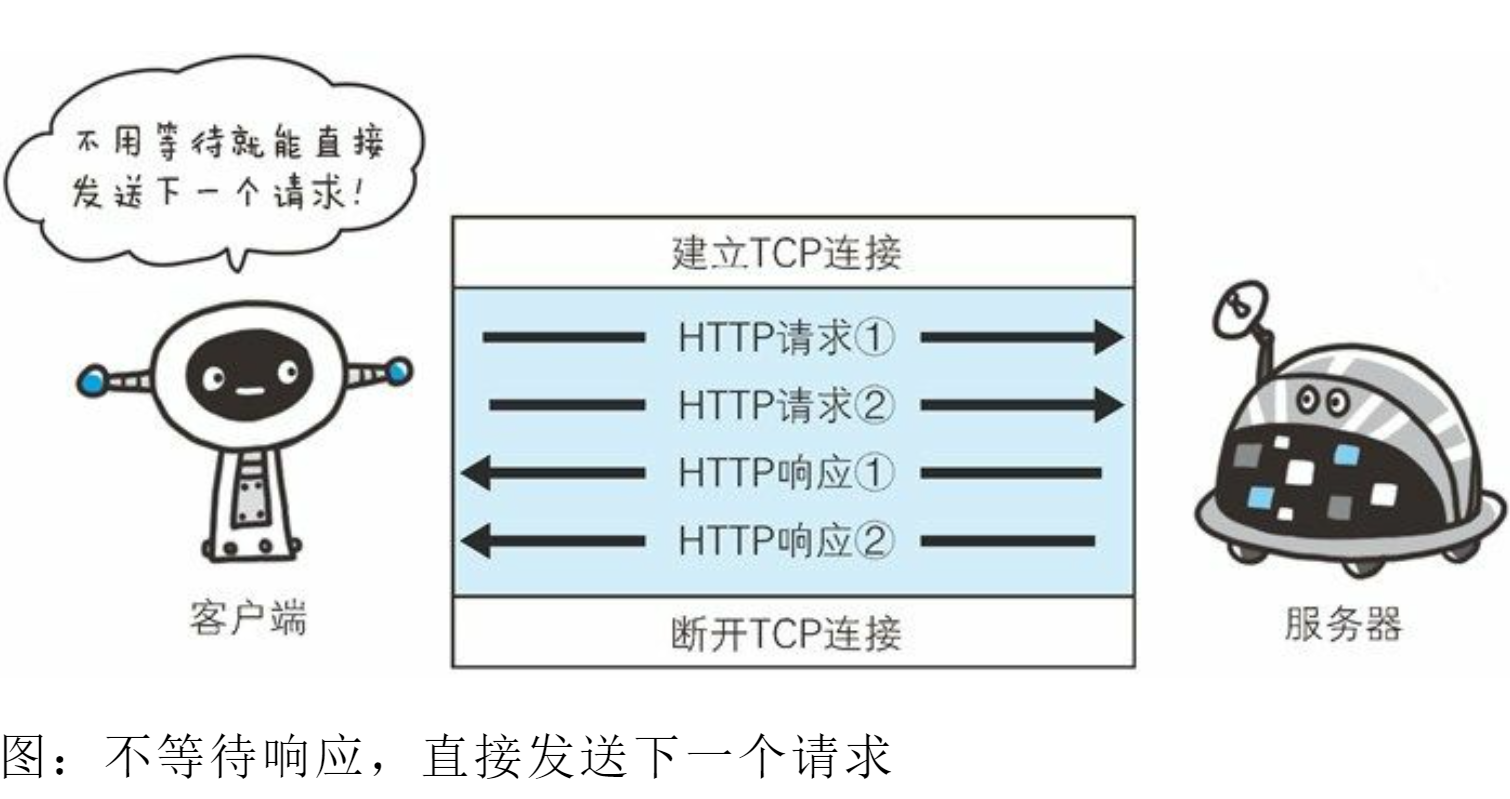 不用等待就能直接
发送下一个请求!
建立TCP连接
HTTP请求①
HTTP请求②
HTTP响应①
HTTP响应②
断开TCP连接
客户端
服务器
图：不等待响应，直接发送下一个请求